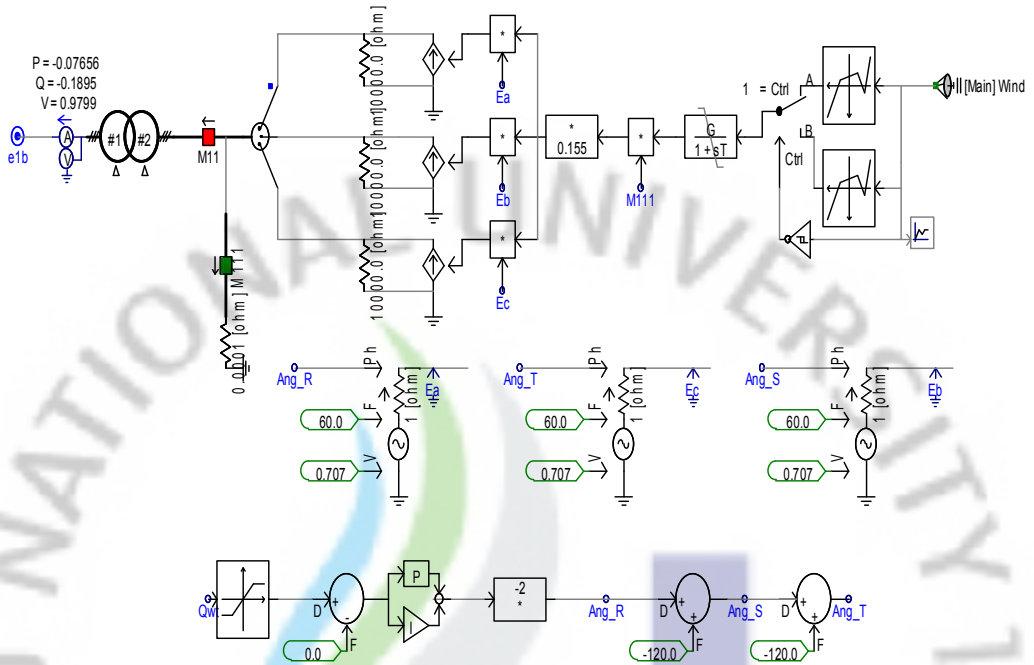 P = -0.07656
Q = -0.1895
V = 0.9799
e1b
A
V
#1
#2
M11
M111
0.0001 [ohm]
10000.0 [ohm]
10000.0 [ohm]
10000.0 [ohm]
*
Ea
*
Eb
*
Ec
*
0.155
*
M111
G
1 + sT
1 = Ctrl
A
B
Ctrl
[Main] Wind
Ang_R
Ph
F
V
60.0
0.707
1 [ohm]
Ea
Ang_T
Ph
F
V
60.0
0.707
1 [ohm]
Ec
Ang_S
Ph
F
V
60.0
0.707
1 [ohm]
Eb
Qwt
D
+
-
F
0.0
P
I
-2
*
Ang_R
D
+
+
F
-120.0
Ang_S
D
+
+
F
-120.0
Ang_T
NATIONAL UNIVERSITY